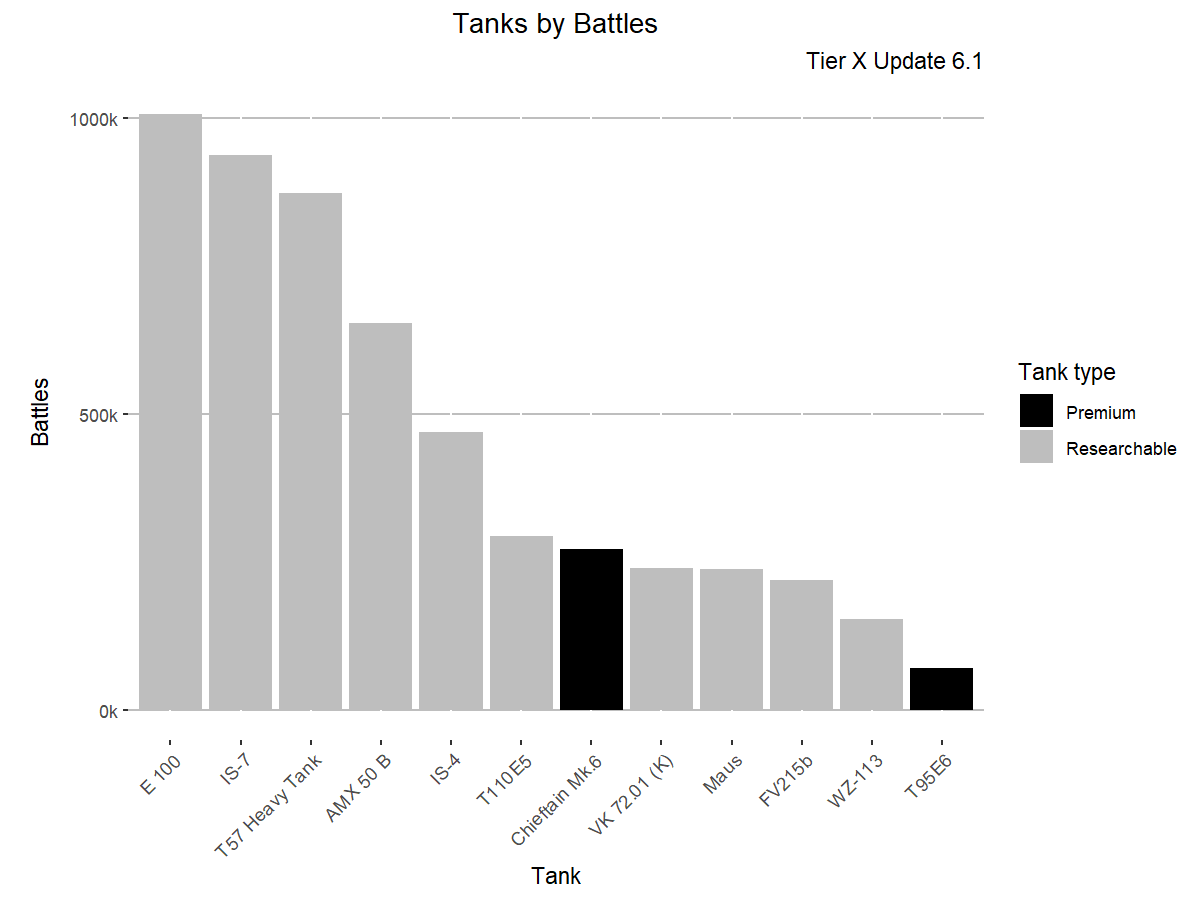 Tanks by Battles
Tier X Update 6.1
1000k
500k
0k
Battles
E 100
IS-7
T57 Heavy Tank
AMX 50 B
IS-4
T110E5
Chieftain Mk.6
VK 72.01 (K)
Maus
FV215b
WZ-113
T95E6
Tank
Tank type
Premium
Researchable